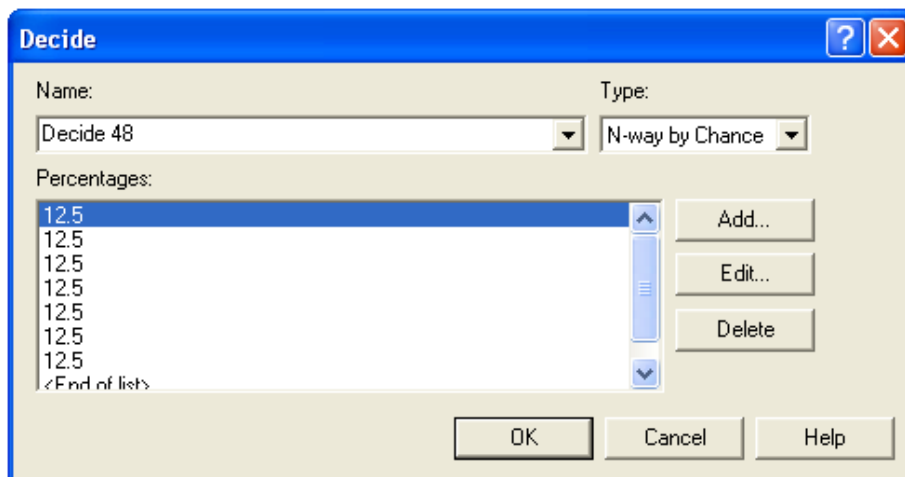 Decide
Name:
Type:
Decide 48
N-way by Chance
Percentages:
12.5
12.5
12.5
12.5
12.5
12.5
12.5
<End of list>
Add...
Edit...
Delete
OK
Cancel
Help